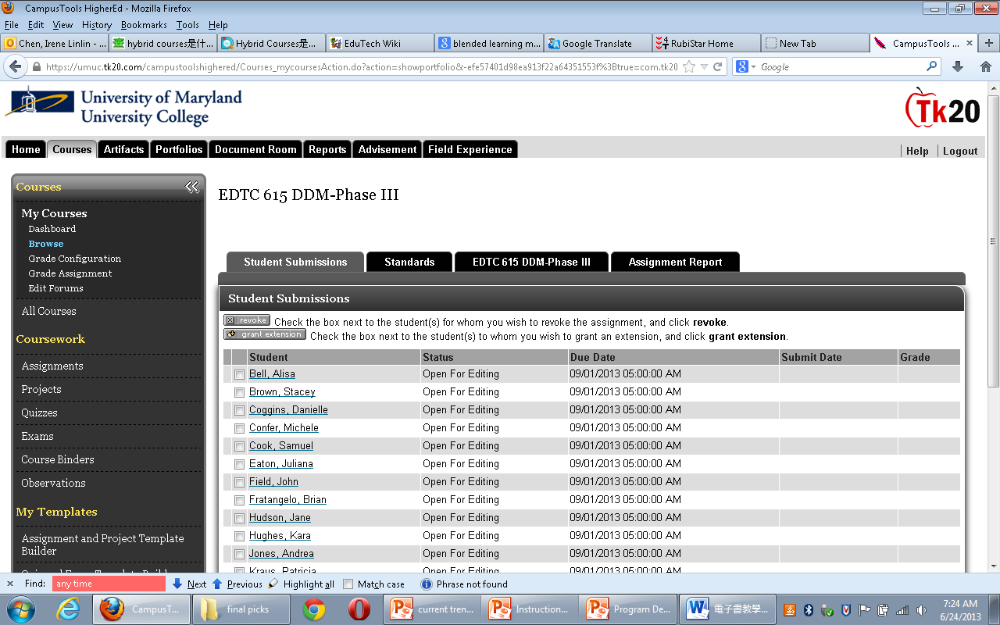 CampusTools HigherEd - Mozilla Firefox
File Edit View History Bookmarks Tools Help
Chen, Irene Linlin - ...
hybrid courses是什...
Hybrid Courses是...
EduTech Wiki
blended learning m...
Google Translate
RubiStar Home
New Tab
CampusTools ...
https://umuc.tk20.com/campustoolshighered/Courses_mycoursesAction.do?action=showportfolio&-efe57401d98ea913f22a64351553f%3Btrue=com.tk20
Google
University of Maryland
University College
Tk20
Home Courses Artifacts Portfolios Document Room Reports Advisement Field Experience
Help Logout
Courses
My Courses
Dashboard
Browse
Grade Configuration
Grade Assignment
Edit Forums
All Courses
Coursework
Assignments
Projects
Quizzes
Exams
Course Binders
Observations
My Templates
Assignment and Project Template
Builder
EDTC 615 DDM-Phase III
Student Submissions Standards EDTC 615 DDM-Phase III Assignment Report
Student Submissions
revoke Check the box next to the student(s) for whom you wish to revoke the assignment, and click revoke.
grant extension Check the box next to the student(s) to whom you wish to grant an extension, and click grant extension.
Student Status Due Date Submit Date Grade
Bell, Alisa Open For Editing 09/01/2013 05:00:00 AM
Brown, Stacey Open For Editing 09/01/2013 05:00:00 AM
Coggins, Danielle Open For Editing 09/01/2013 05:00:00 AM
Confer, Michele Open For Editing 09/01/2013 05:00:00 AM
Cook, Samuel Open For Editing 09/01/2013 05:00:00 AM
Eaton, Juliana Open For Editing 09/01/2013 05:00:00 AM
Field, John Open For Editing 09/01/2013 05:00:00 AM
Fratangelo, Brian Open For Editing 09/01/2013 05:00:00 AM
Hudson, Jane Open For Editing 09/01/2013 05:00:00 AM
Hughes, Kara Open For Editing 09/01/2013 05:00:00 AM
Jones, Andrea Open For Editing 09/01/2013 05:00:00 AM
Kraus, Patricia Open For Editing 09/01/2013 05:00:00 AM
Find: any time Next Previous Highlight all Match case Phrase not found
CampusT...
final picks
current tren...
Instruction...
Program De...
電子書教學...
7:24 AM
6/24/2013